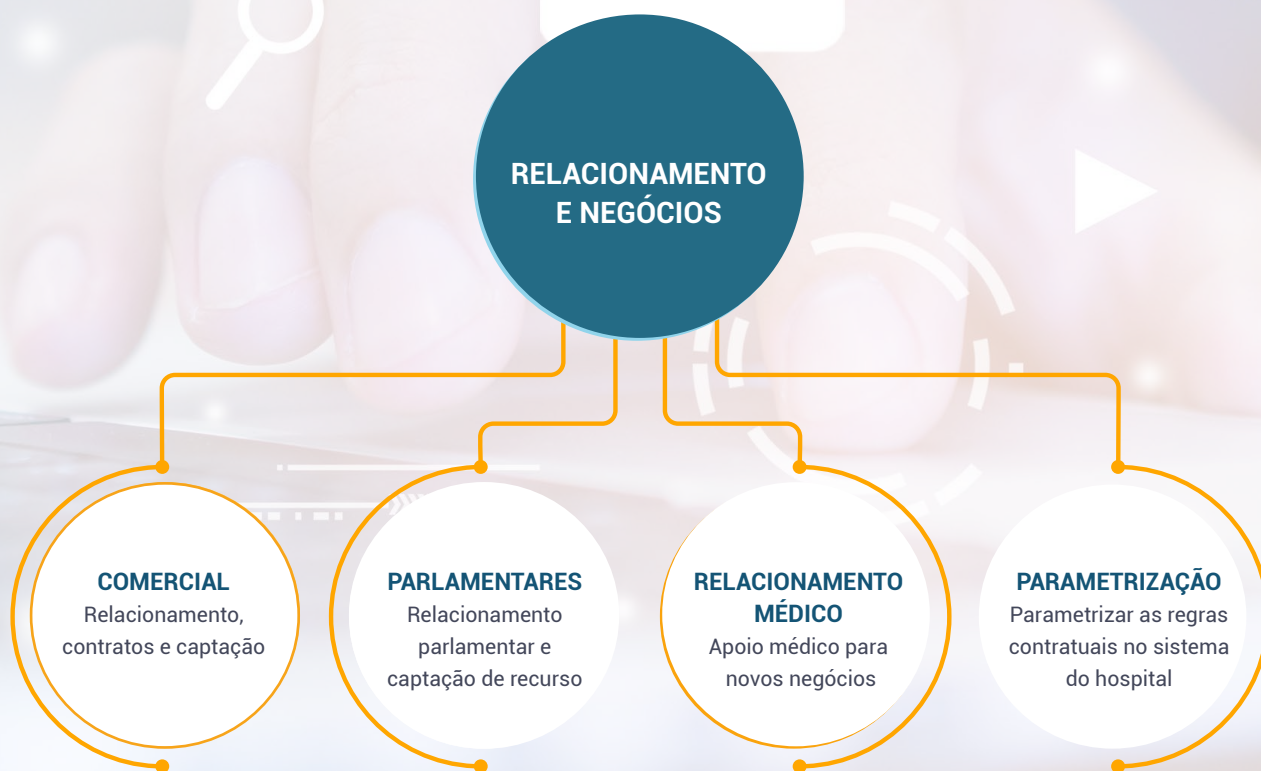 RELACIONAMENTO
E NEGÓCIOS
COMERCIAL
Relacionamento,
contratos e captação
PARLAMENTARES
Relacionamento
parlamentar e
captação de recurso
RELACIONAMENTO
MÉDICO
Apoio médico para
novos negócios
PARAMETRIZAÇÃO
Parametrizar as regras
contratuais no sistema
do hospital